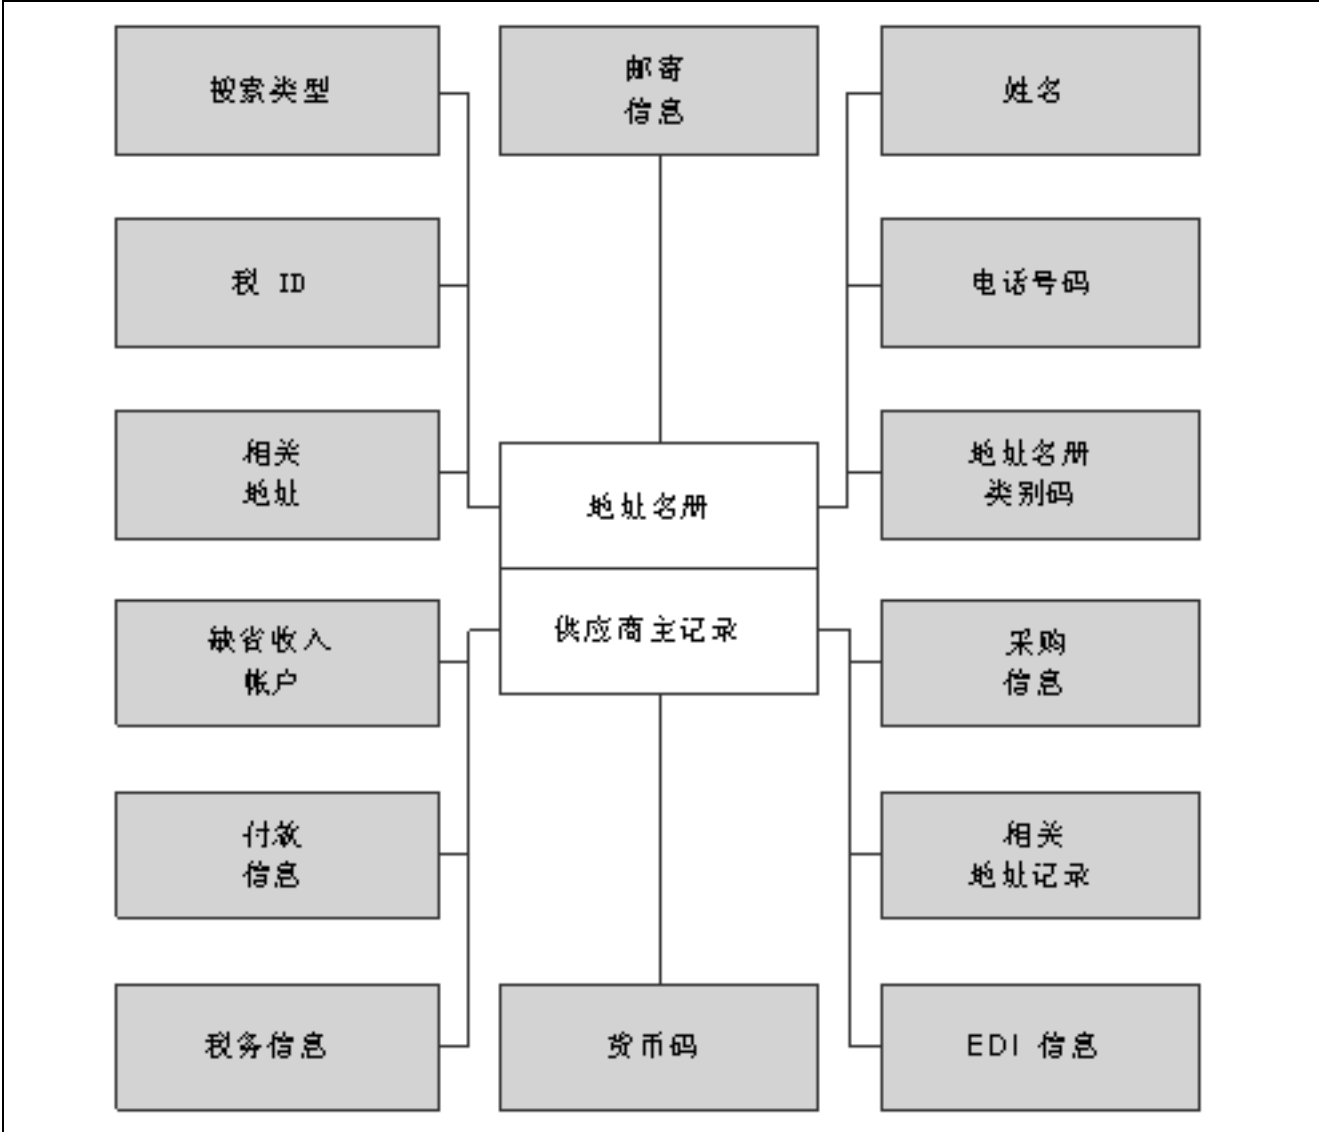 搜索类型
邮寄
信息
姓名
税 ID
电话号码
相关
地址
地址名册
类别码
地址名册
供应商主记录
缺省收入
帐户
采购
信息
付款
信息
相关
地址记录
税务信息
货币码
EDI 信息